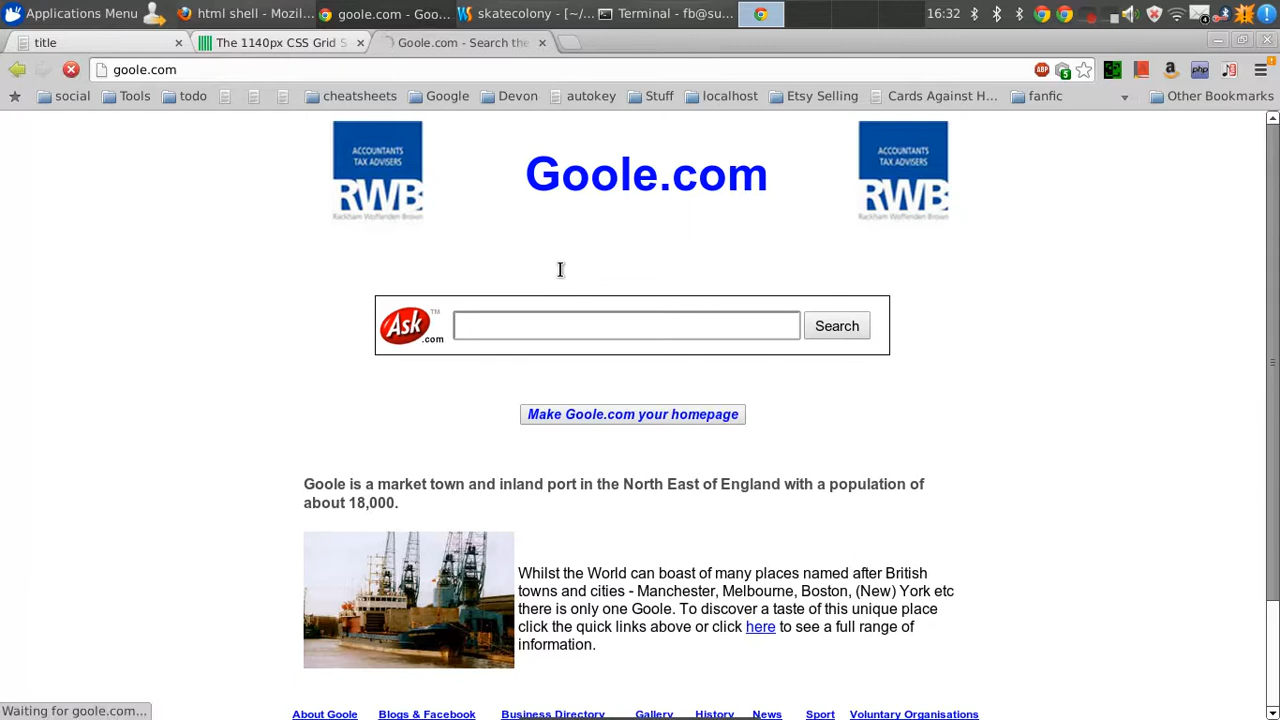 Applications Menu
html shell - Mozil...
goole.com - Goo...
skatecolony - [~/...
Terminal - fb@su...
16:32
title
The 1140px CSS Grid S
Goole.com - Search the
goole.com
ABP
5
php
social
Tools
todo
cheatsheets
Google
Devon
autokey
Stuff
localhost
Etsy Selling
Cards Against H...
fanfic
Other Bookmarks
ACCOUNTANTS
TAX ADVISERS
RWB
Rackham Woffenden Brown
Goole.com
ACCOUNTANTS
TAX ADVISERS
RWB
Rackham Woffenden Brown
Ask™
.com
Search
Make Goole.com your homepage
Goole is a market town and inland port in the North East of England with a population of
about 18,000.
Whilst the World can boast of many places named after British
towns and cities - Manchester, Melbourne, Boston, (New) York etc
there is only one Goole. To discover a taste of this unique place
click the quick links above or click here to see a full range of
information.
Waiting for goole.com...
About Goole Blogs & Facebook Business Directory Gallery History News Sport Voluntary Organisations